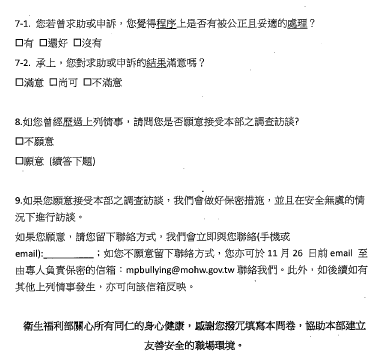 7-1. 您若曾求助或申訴，您覺得程序上是否有被公正且妥適的處理？
□有 □還好 □沒有
7-2. 承上，您對求助或申訴的結果滿意嗎？
□滿意 □尚可 □不滿意
8.如您曾經歷過上列情事，請問您是否願意接受本部之調查訪談?
□不願意
□願意 (續答下題)
9.如果您願意接受本部之調查訪談，我們會做好保密措施，並且在安全無虞的情
況下進行訪談。
如果您願意，請您留下聯絡方式，我們會立即與您聯絡(手機或
email):__________；如您不願意留下聯絡方式，您亦可於 11 月 26 日前 email 至
由專人負責保密的信箱：mpbullying@mohw.gov.tw 聯絡我們。此外，如後續如有
其他上列情事發生，亦可向該信箱反映。
衛生福利部關心所有同仁的身心健康，感謝您撥冗填寫本問卷，協助本部建立
友善安全的職場環境。